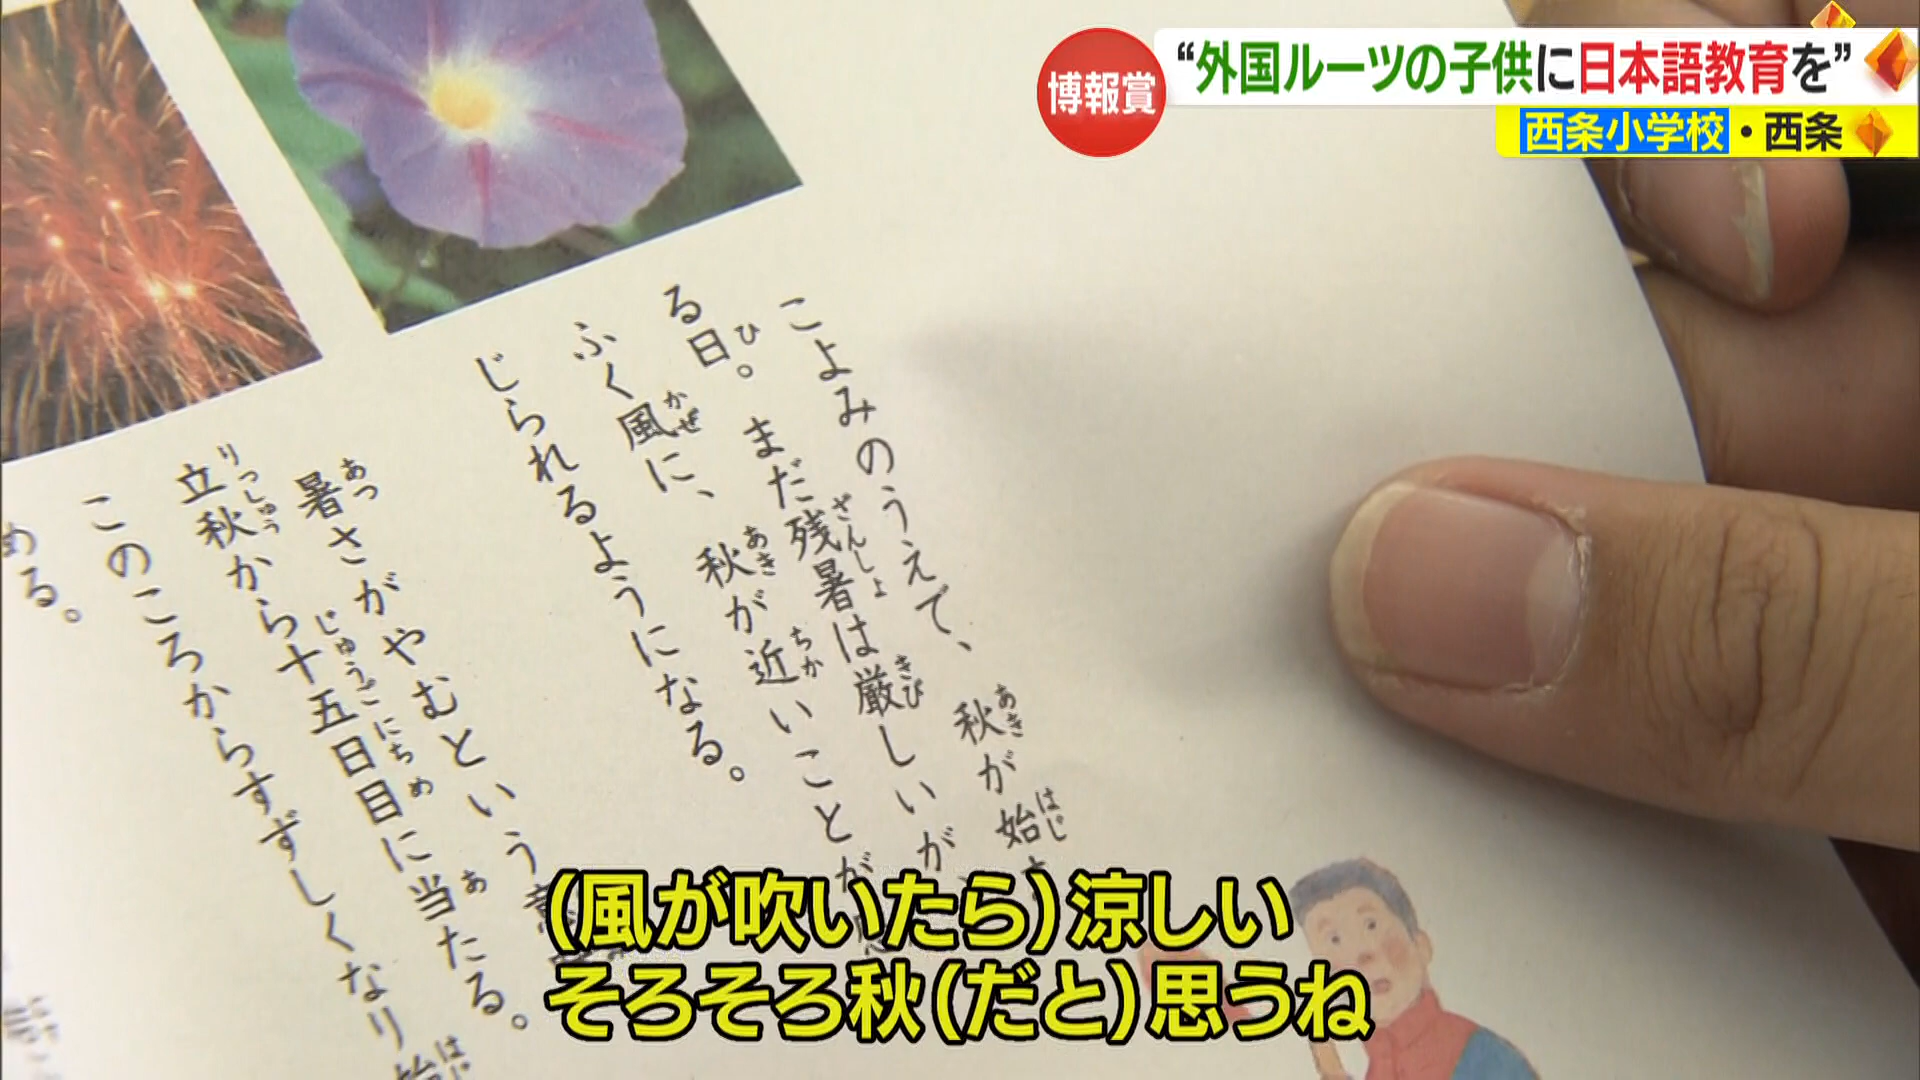 博報賞
“外国ルーツの子供に日本語教育を”
西条小学校・西条
こよみのうえで、秋が始
る日。まだ残暑は厳しいが、
ふく風に、秋が近いことが
じられるようになる。
暑さがやむという
立秋から十五日目に当たる。
このころからすずしくなり
める。
(風が吹いたら)涼しい
そろそろ秋(だと)思うね